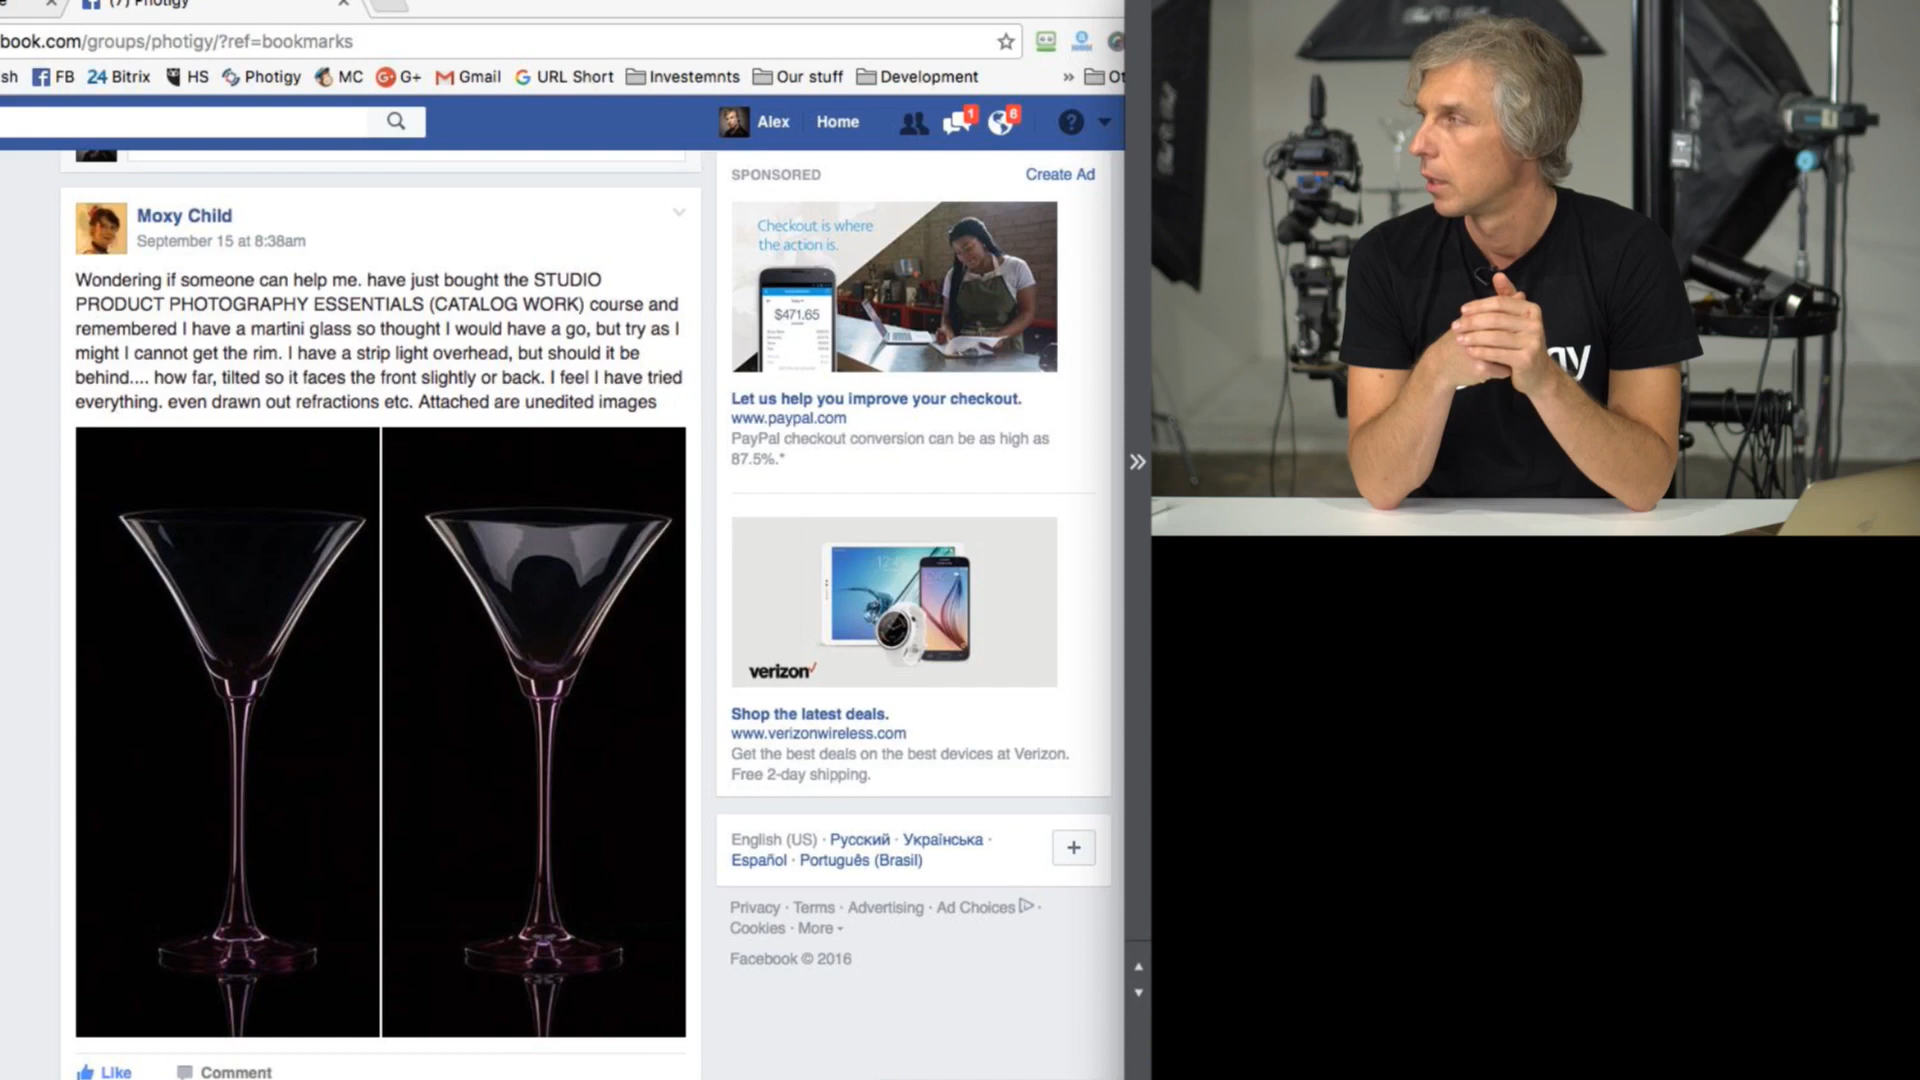 (7) Photigy
book.com/groups/photigy/?ref=bookmarks
sh FB 24 Bitrix HS Photigy MC G+ Gmail URL Short Investemnts Our stuff Development » Ot
Alex Home 1 6
Moxy Child
September 15 at 8:38am
Wondering if someone can help me. have just bought the STUDIO
PRODUCT PHOTOGRAPHY ESSENTIALS (CATALOG WORK) course and
remembered I have a martini glass so thought I would have a go, but try as I
might I cannot get the rim. I have a strip light overhead, but should it be
behind.... how far, tilted so it faces the front slightly or back. I feel I have tried
everything. even drawn out refractions etc. Attached are unedited images
Like Comment
SPONSORED Create Ad
Checkout is where
the action is.
$471.65
Let us help you improve your checkout.
www.paypal.com
PayPal checkout conversion can be as high as
87.5%.*
verizon
Shop the latest deals.
www.verizonwireless.com
Get the best deals on the best devices at Verizon.
Free 2-day shipping.
English (US) · Русский · Українська ·
Español · Português (Brasil)
Privacy · Terms · Advertising · Ad Choices ·
Cookies · More
Facebook © 2016
gy